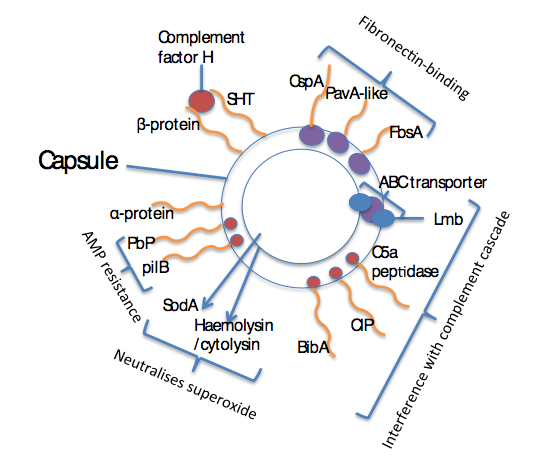 Complement
factor H
Fibronectin-binding
CspA
PavA-like
SHT
β-protein
FbsA
Capsule
ABC transporter
α-protein
Lmb
PbP
C5a
peptidase
pilB
AMP resistance
SodA
Haemolysin
/cytolysin
CIP
BibA
Interference with complement cascade
Neutralises superoxide